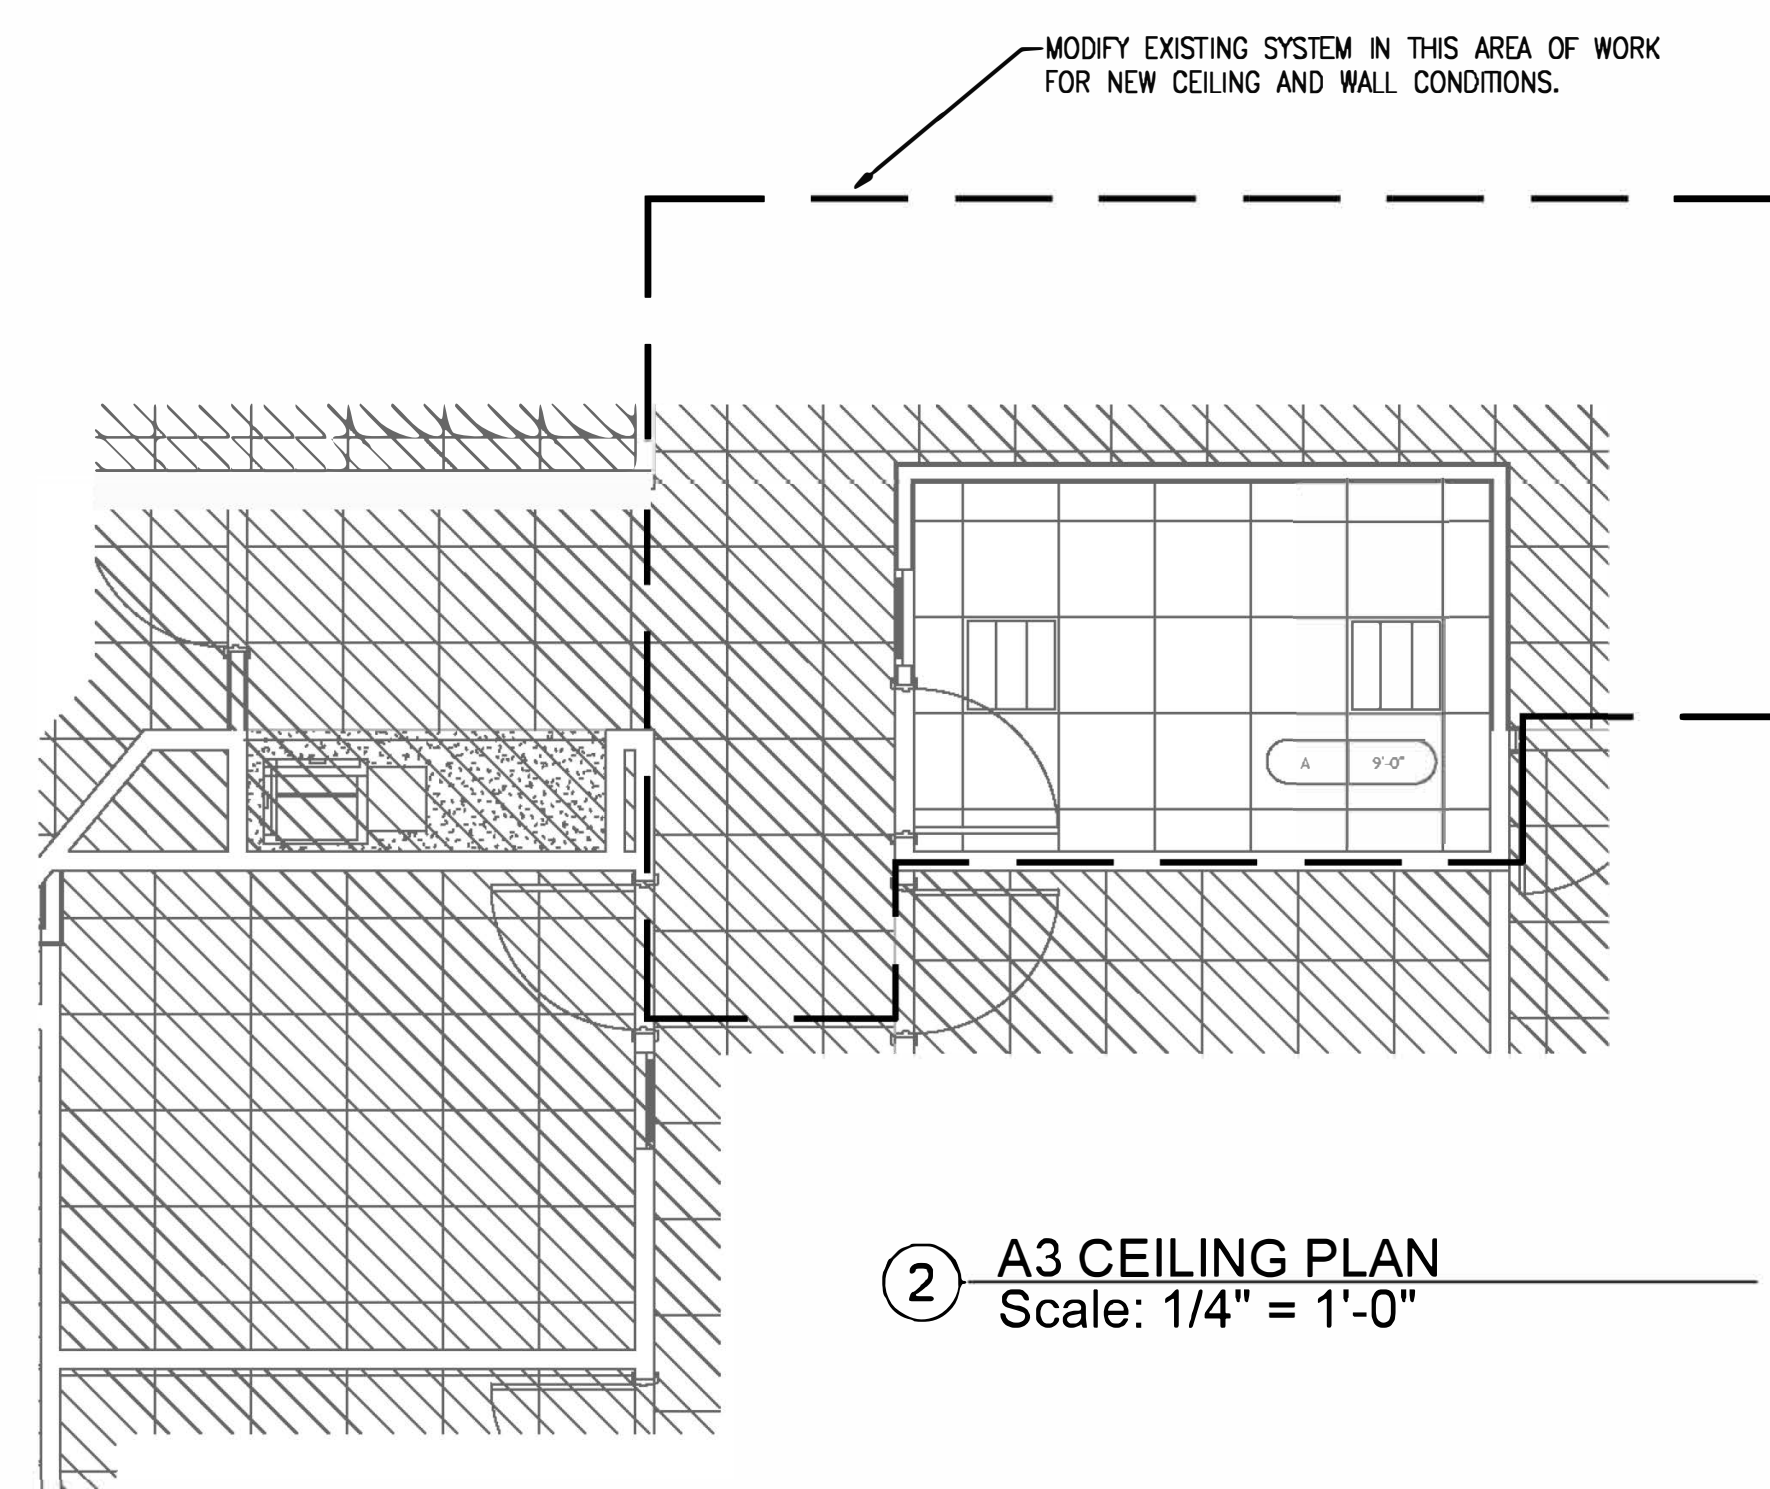 MODIFY EXISTING SYSTEM IN THIS AREA OF WORK
FOR NEW CEILING AND WALL CONDITIONS.
A 9'-0"
2 A3 CEILING PLAN
Scale: 1/4" = 1'-0"